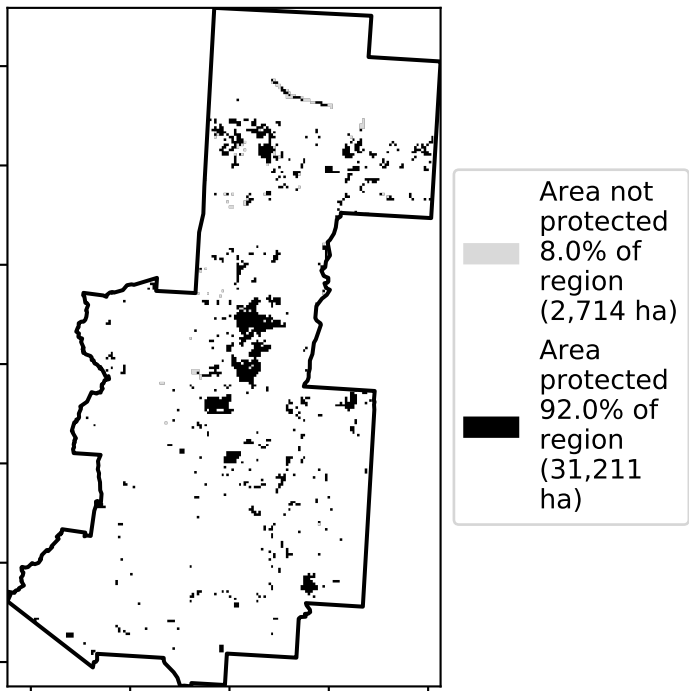 Area not
protected
8.0% of
region
(2,714 ha)
Area
protected
92.0% of
region
(31,211
ha)